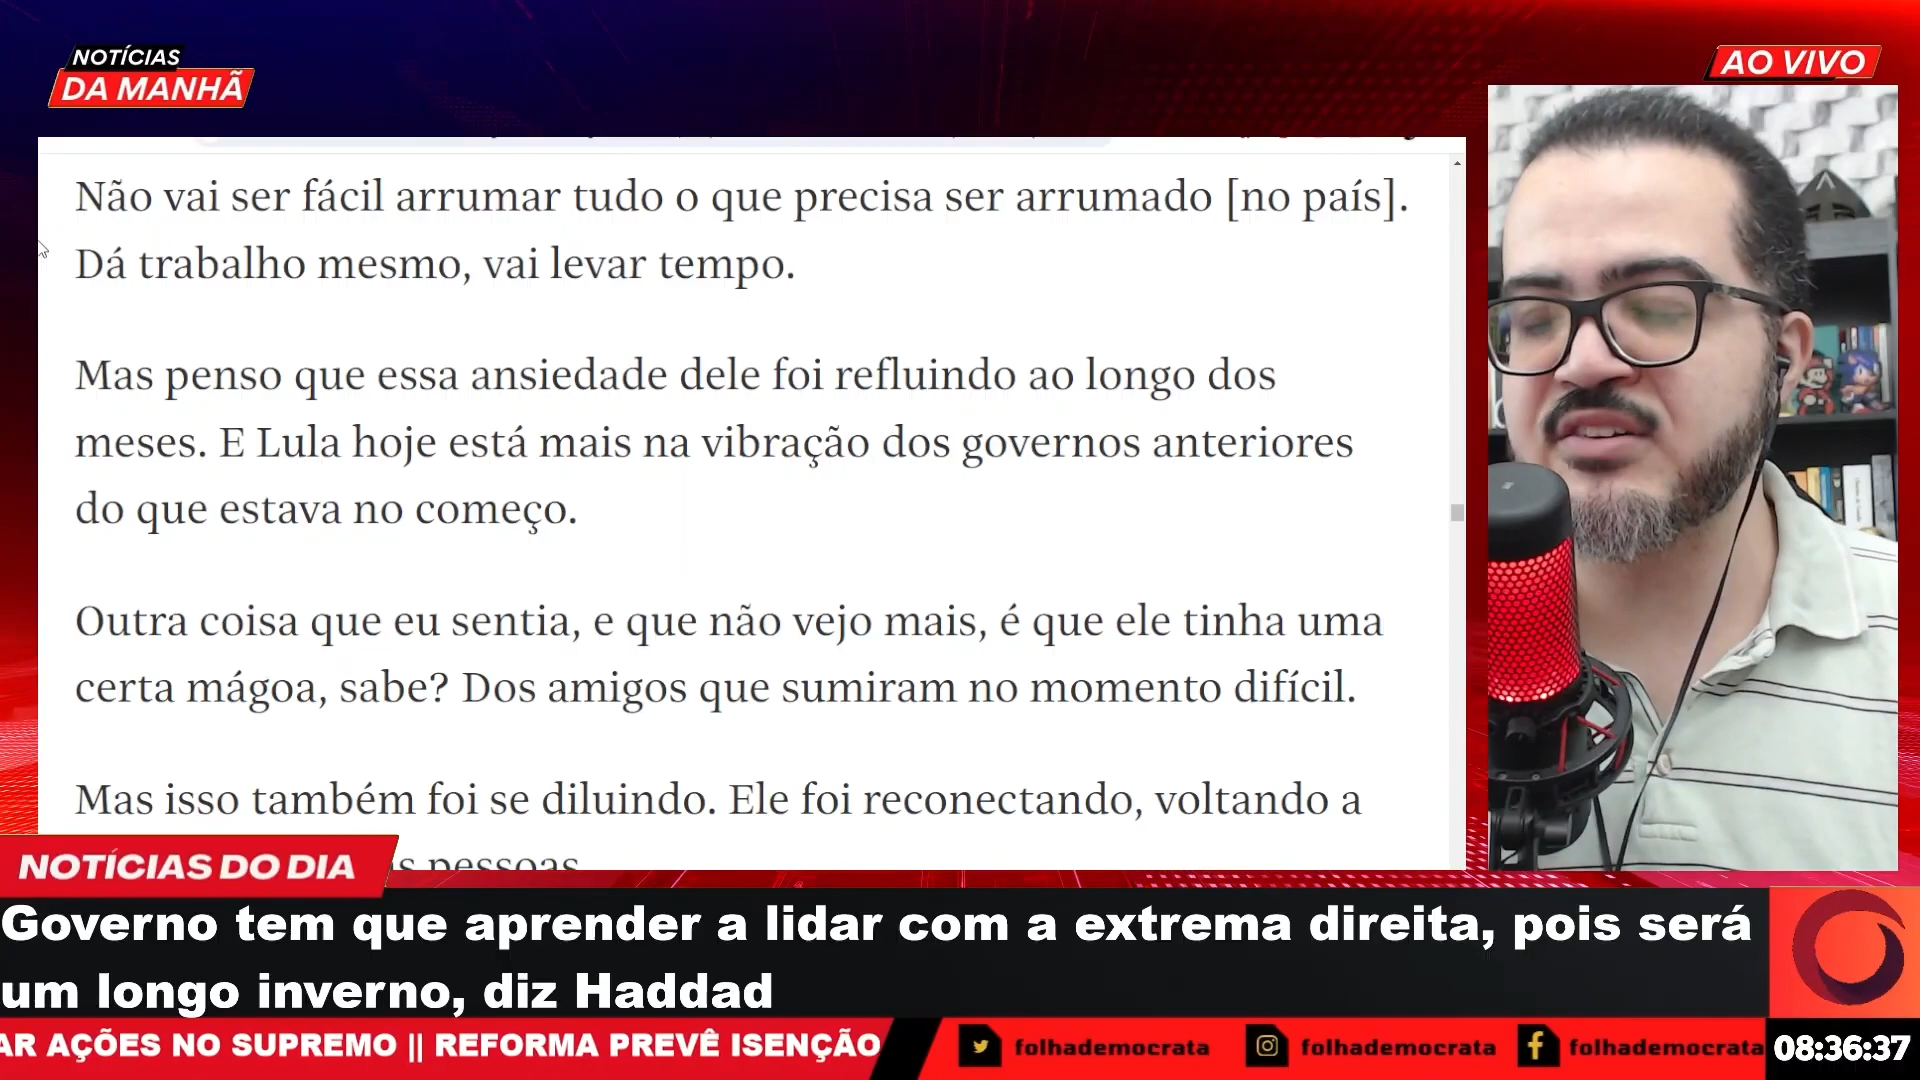 NOTÍCIAS
DA MANHÃ
AO VIVO
Não vai ser fácil arrumar tudo o que precisa ser arrumado [no país].
Dá trabalho mesmo, vai levar tempo.
Mas penso que essa ansiedade dele foi refluindo ao longo dos
meses. E Lula hoje está mais na vibração dos governos anteriores
do que estava no começo.
Outra coisa que eu sentia, e que não vejo mais, é que ele tinha uma
certa mágoa, sabe? Dos amigos que sumiram no momento difícil.
Mas isso também foi se diluindo. Ele foi reconectando, voltando a
pessoas.
NOTÍCIAS DO DIA
Governo tem que aprender a lidar com a extrema direita, pois será
um longo inverno, diz Haddad
AR AÇÕES NO SUPREMO || REFORMA PREVÊ ISENÇÃO
folhademocrata
folhademocrata
folhademocrata
08:36:37